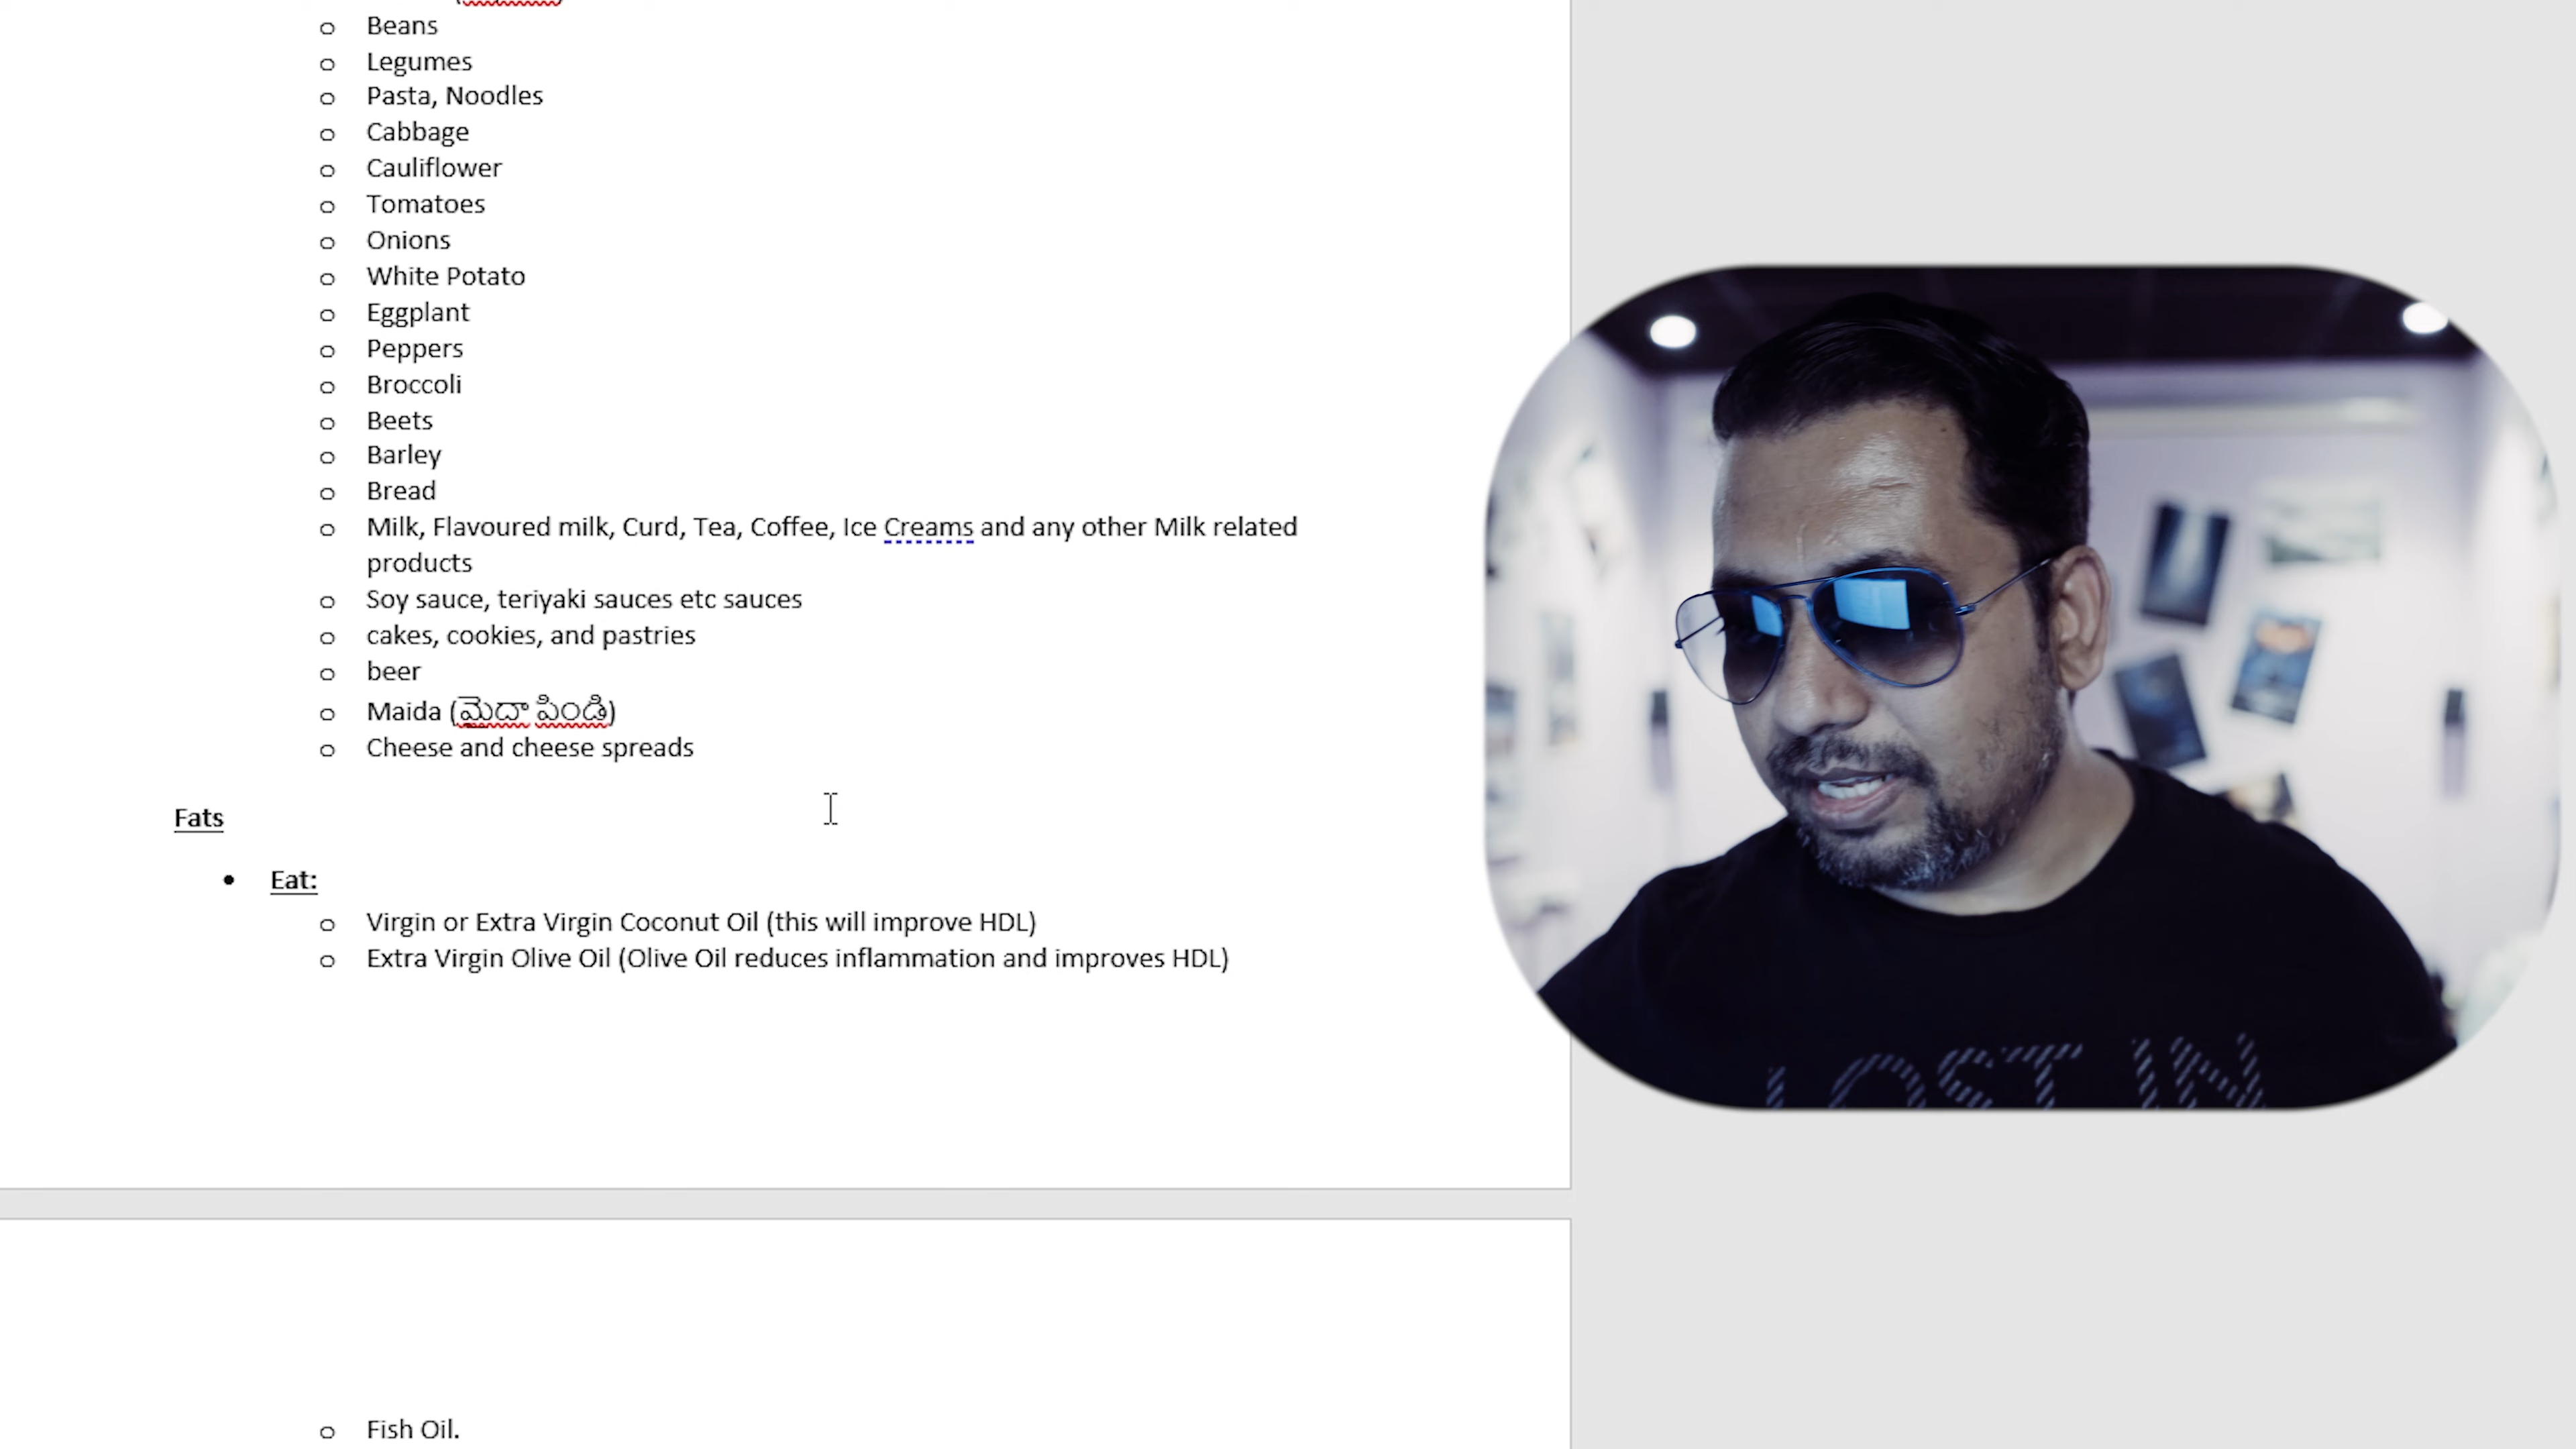 Beans
Legumes
Pasta, Noodles
Cabbage
Cauliflower
Tomatoes
Onions
White Potato
Eggplant
Peppers
Broccoli
Beets
Barley
Bread
Milk, Flavoured milk, Curd, Tea, Coffee, Ice Creams and any other Milk related
products
Soy sauce, teriyaki sauces etc sauces
cakes, cookies, and pastries
beer
Maida (మైదా పిండి)
Cheese and cheese spreads
Fats
Eat:
Virgin or Extra Virgin Coconut Oil (this will improve HDL)
Extra Virgin Olive Oil (Olive Oil reduces inflammation and improves HDL)
Fish Oil.
LOST IN